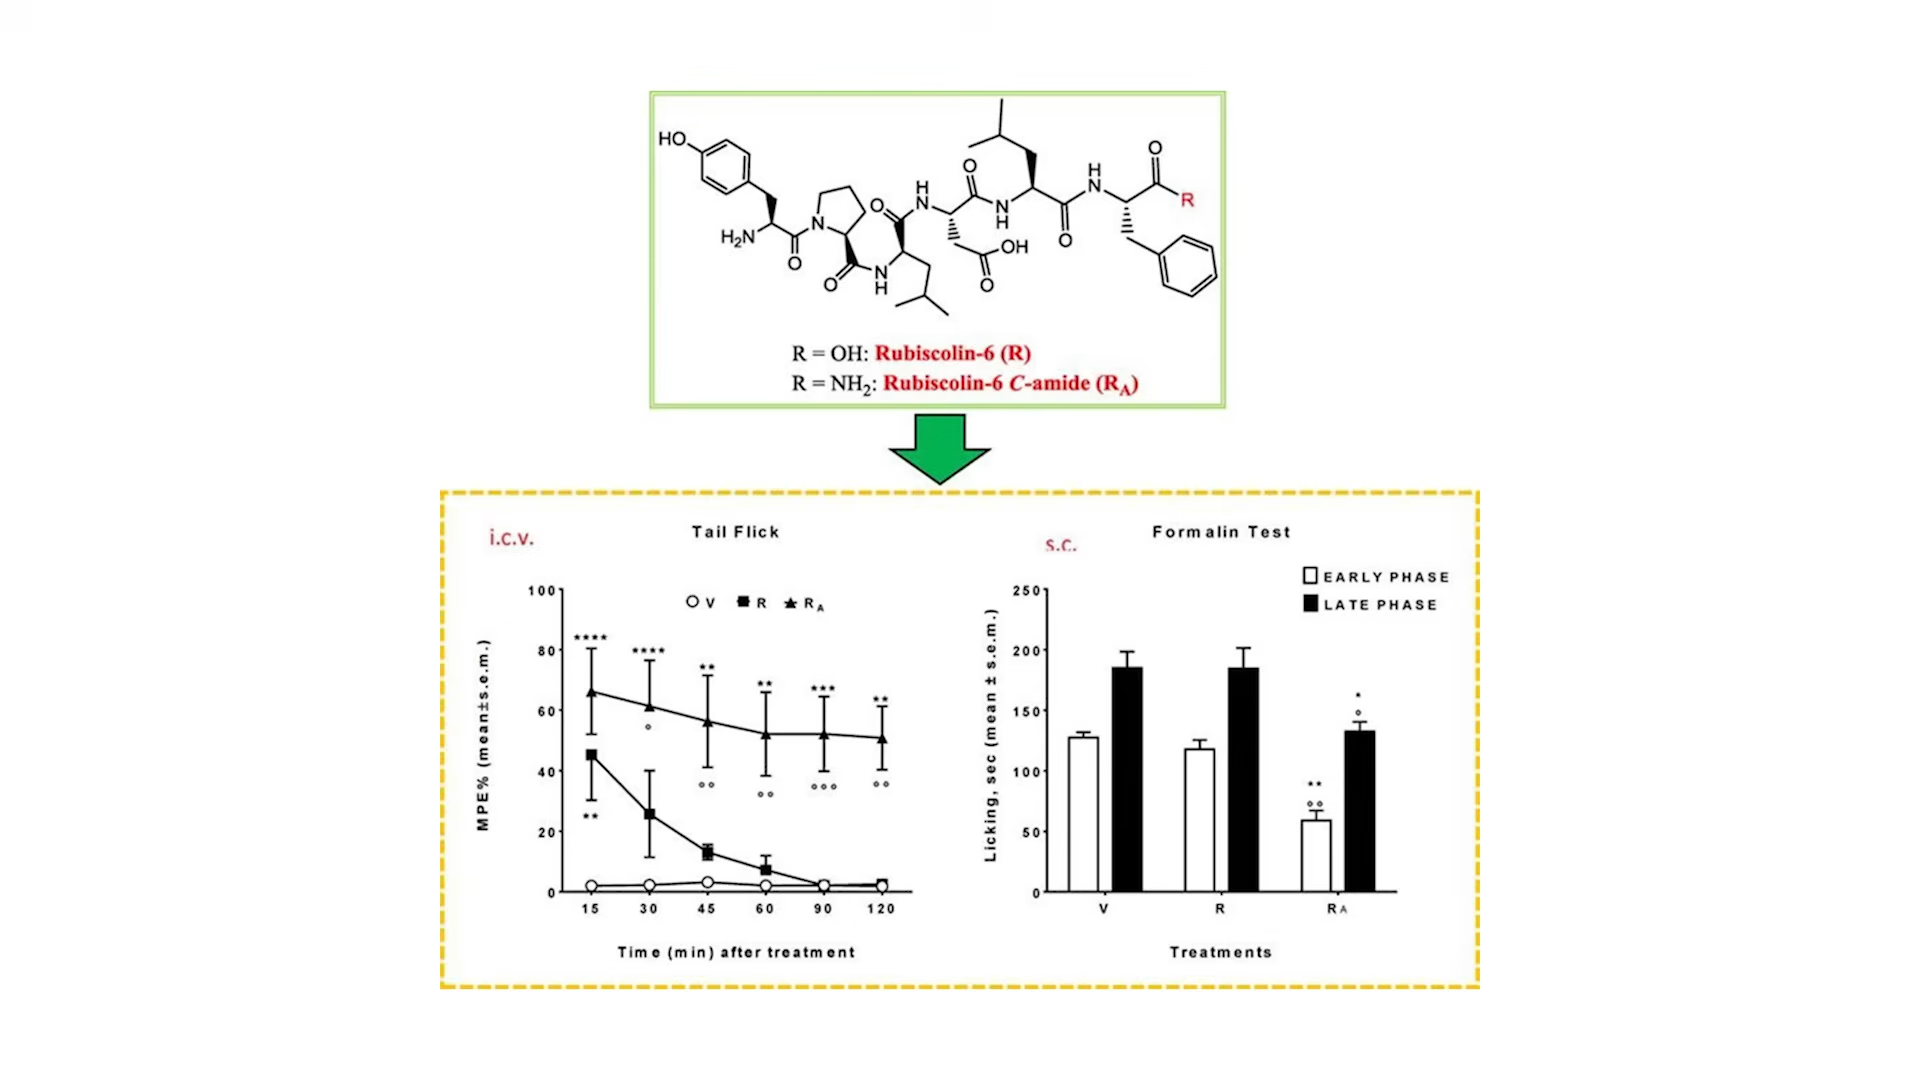 HO
H₂N
O
N
O
N
H
O
H
N
OH
O
O
N
H
O
H
N
O
R
R = OH: Rubiscolin-6 (R)
R = NH₂: Rubiscolin-6 C-amide (R_A)
i.c.v.
Tail Flick
V R R_A
MPE% (mean±s.e.m.)
100
80
60
40
20
0
**** **** ** ** *** **
° °° °° °°° °°
**
15 30 45 60 90 120
Time (min) after treatment
s.c.
Formalin Test
EARLY PHASE
LATE PHASE
Licking, sec (mean ± s.e.m.)
250
200
150
100
50
0
*
°
**
°°
V R RA
Treatments